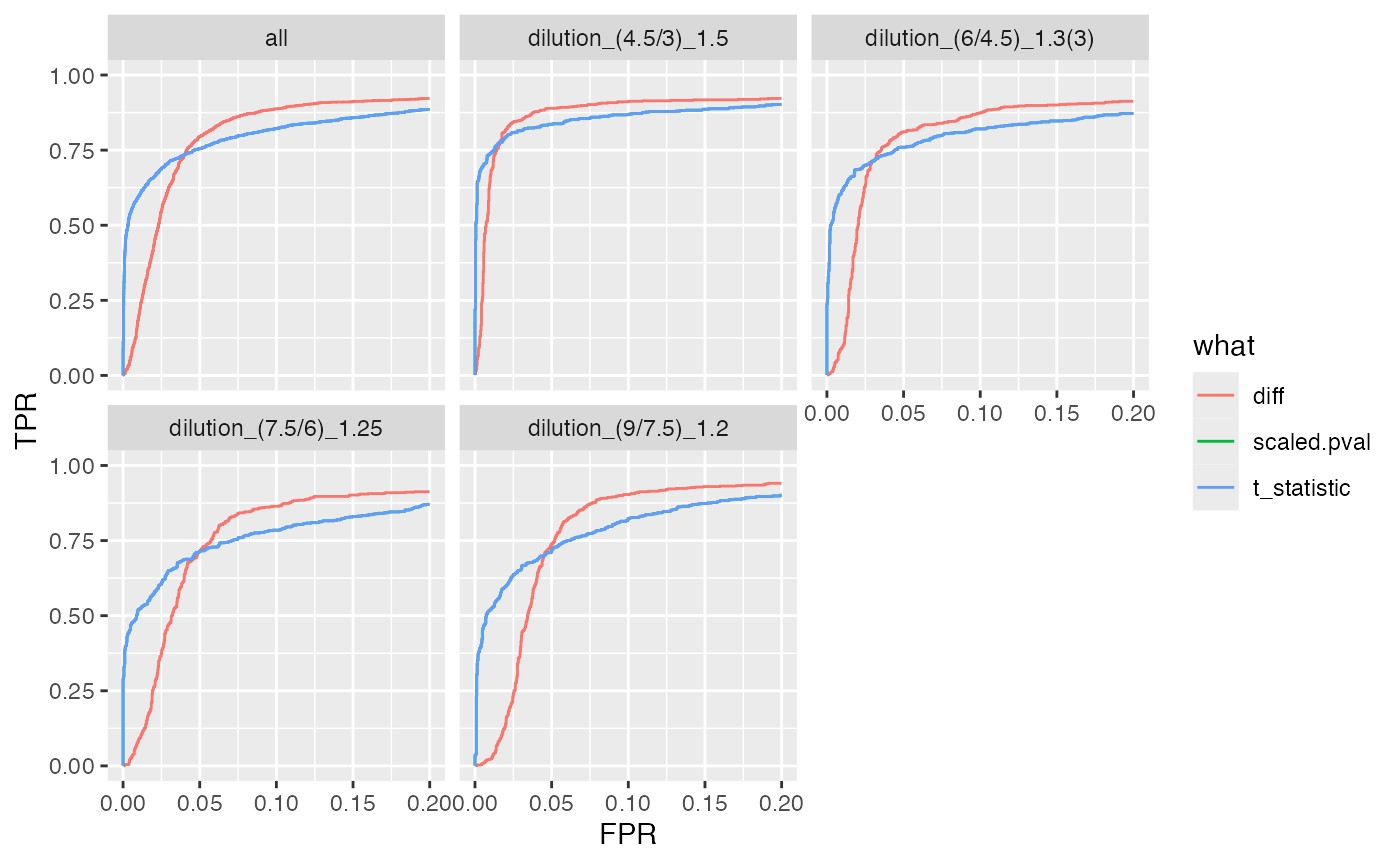 all
dilution_(4.5/3)_1.5
dilution_(6/4.5)_1.3(3)
1.00
0.75
0.50
0.25
0.00
0.00 0.05 0.10 0.15 0.20
dilution_(7.5/6)_1.25
dilution_(9/7.5)_1.2
1.00
0.75
0.50
0.25
0.00
0.00 0.05 0.10 0.15 0.20
0.00 0.05 0.10 0.15 0.20
FPR
TPR
what
diff
scaled.pval
t_statistic